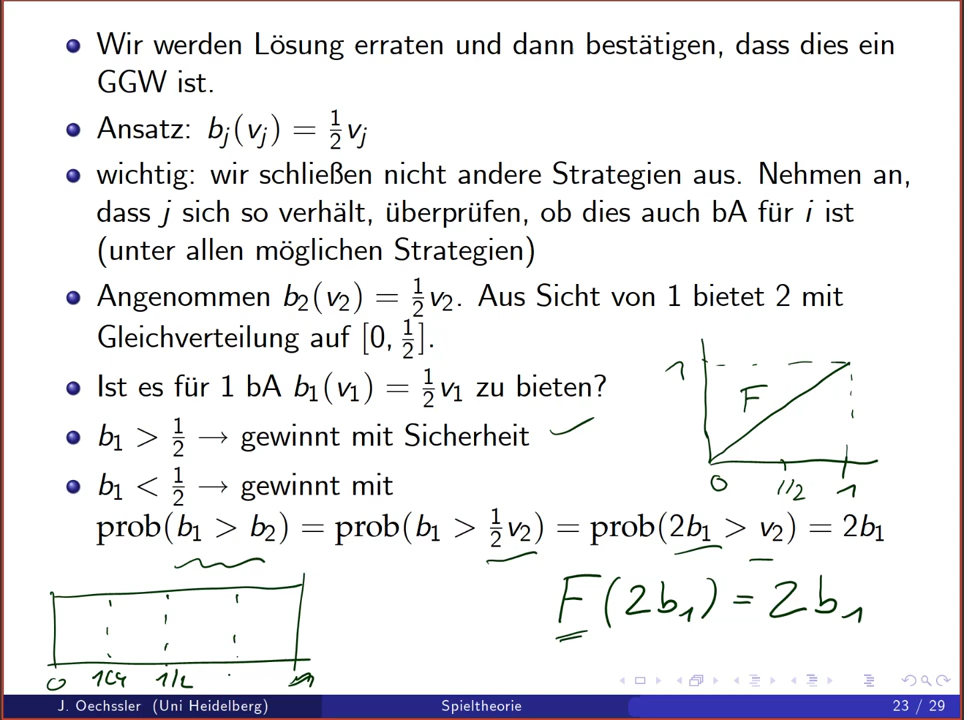 Wir werden Lösung erraten und dann bestätigen, dass dies ein
GGW ist.
Ansatz: b_j(v_j) = 1/2 v_j
wichtig: wir schließen nicht andere Strategien aus. Nehmen an,
dass j sich so verhält, überprüfen, ob dies auch bA für i ist
(unter allen möglichen Strategien)
Angenommen b_2(v_2) = 1/2 v_2. Aus Sicht von 1 bietet 2 mit
Gleichverteilung auf [0, 1/2].
Ist es für 1 bA b_1(v_1) = 1/2 v_1 zu bieten?
b_1 > 1/2 → gewinnt mit Sicherheit
b_1 < 1/2 → gewinnt mit
prob(b_1 > b_2) = prob(b_1 > 1/2 v_2) = prob(2b_1 > v_2) = 2b_1
1
F
0 1/2 1
F(2b_1) = 2b_1
0 1/4 1/2
J. Oechssler (Uni Heidelberg) Spieltheorie 23 / 29